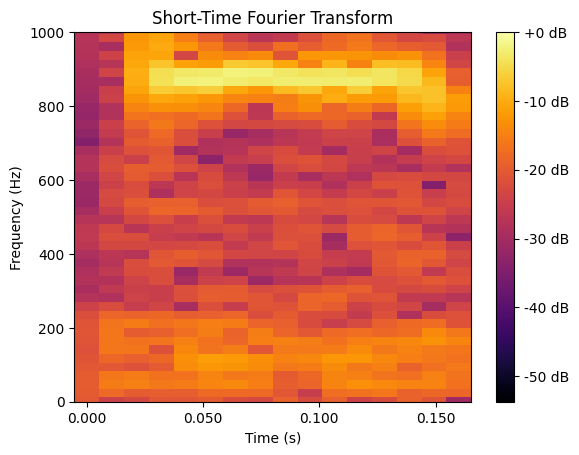 Short-Time Fourier Transform
1000
800
600
400
200
0
Frequency (Hz)
0.000
0.050
0.100
0.150
Time (s)
+0 dB
-10 dB
-20 dB
-30 dB
-40 dB
-50 dB